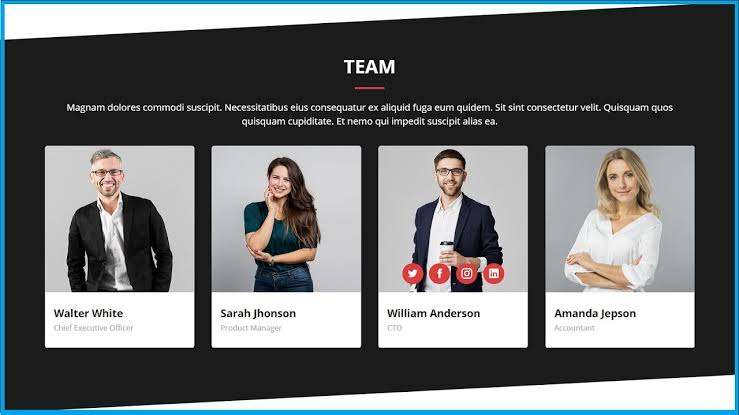 TEAM
Magnam dolores commodi suscipit. Necessitatibus eius consequatur ex aliquid fuga eum quidem. Sit sint consectetur velit. Quisquam quos
quisquam cupiditate. Et nemo qui impedit suscipit alias ea.
Walter White
Chief Executive Officer
Sarah Jhonson
Product Manager
William Anderson
CTO
Amanda Jepson
Accountant